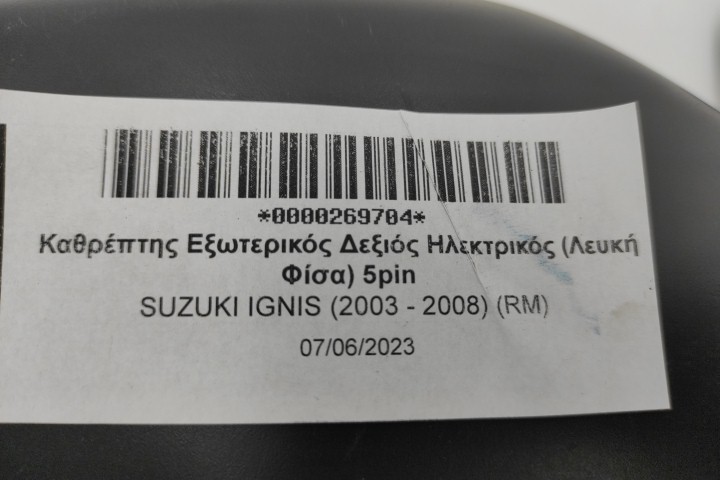 *0000269704*
Καθρέπτης Εξωτερικός Δεξιός Ηλεκτρικός (Λευκή
Φίσα) 5pin
SUZUKI IGNIS (2003 - 2008) (RM)
07/06/2023